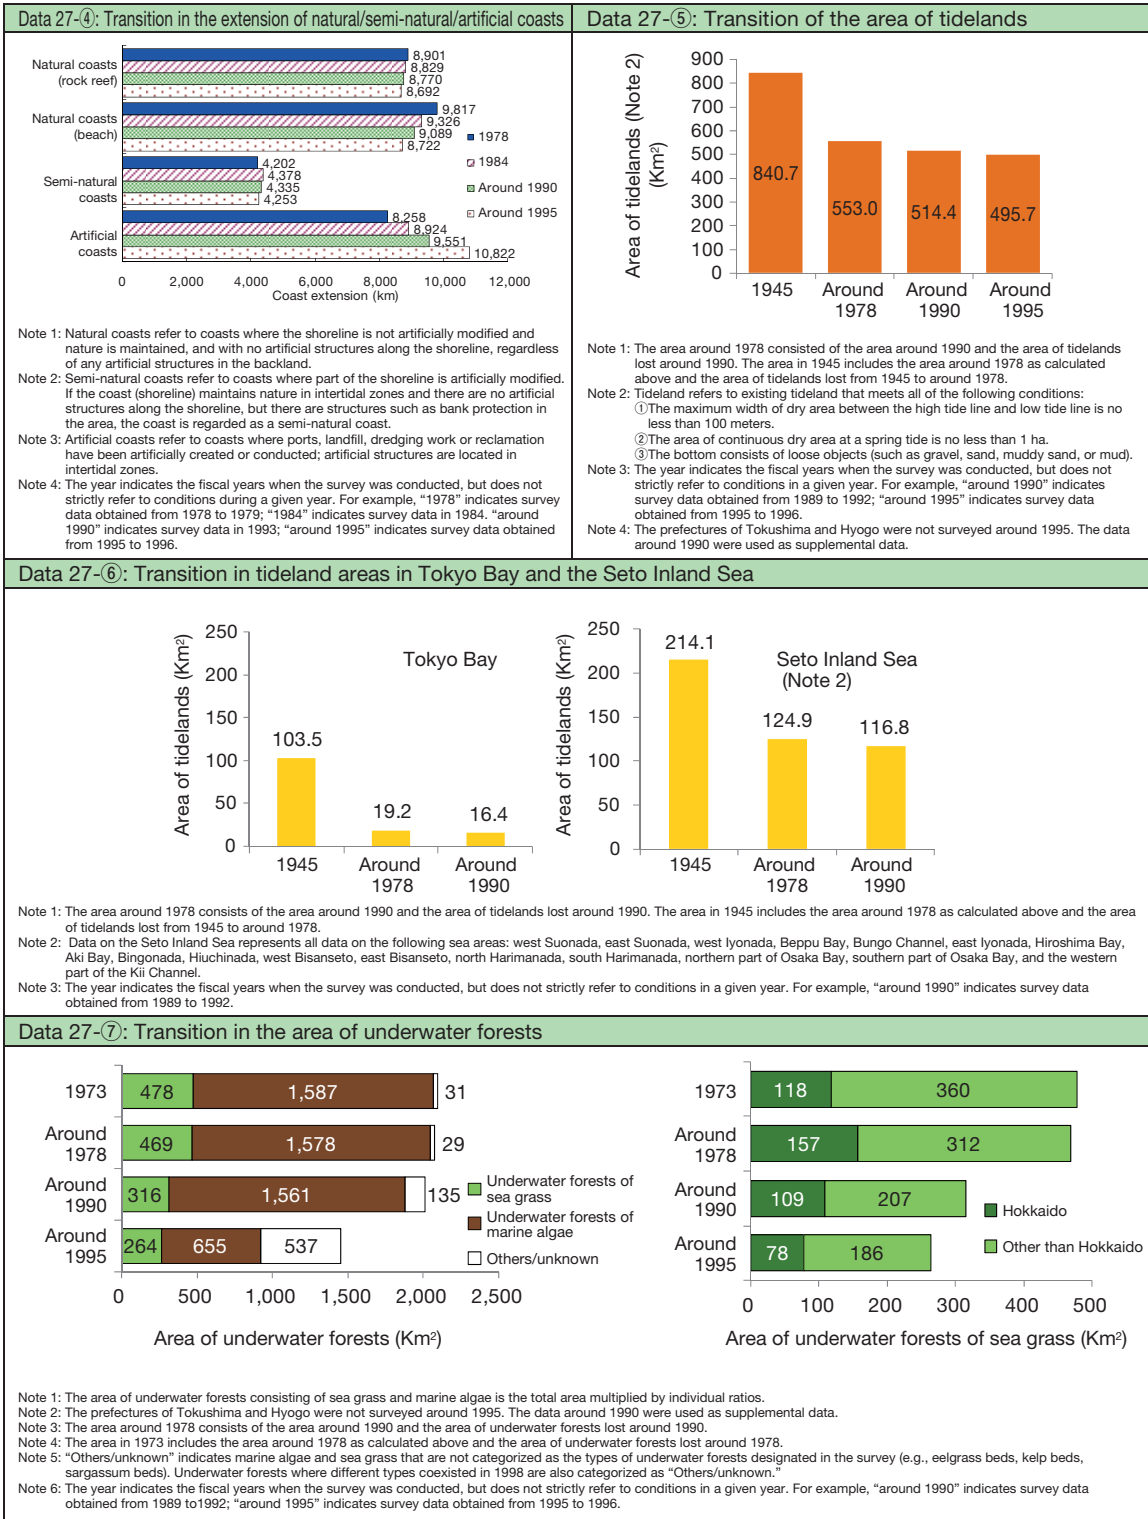 Data 27-④: Transition in the extension of natural/semi-natural/artificial coasts
Natural coasts
(rock reef)
8,901
8,829
8,770
8,692
Natural coasts
(beach)
9,817
9,326
9,089
8,722
Semi-natural
coasts
4,202
4,378
4,335
4,253
Artificial
coasts
8,258
8,924
9,551
10,822
1978
1984
Around 1990
Around 1995
0 2,000 4,000 6,000 8,000 10,000 12,000
Coast extension (km)
Note 1: Natural coasts refer to coasts where the shoreline is not artificially modified and
nature is maintained, and with no artificial structures along the shoreline, regardless
of any artificial structures in the backland.
Note 2: Semi-natural coasts refer to coasts where part of the shoreline is artificially modified.
If the coast (shoreline) maintains nature in intertidal zones and there are no artificial
structures along the shoreline, but there are structures such as bank protection in
the area, the coast is regarded as a semi-natural coast.
Note 3: Artificial coasts refer to coasts where ports, landfill, dredging work or reclamation
have been artificially created or conducted; artificial structures are located in
intertidal zones.
Note 4: The year indicates the fiscal years when the survey was conducted, but does not
strictly refer to conditions during a given year. For example, “1978” indicates survey
data obtained from 1978 to 1979; “1984” indicates survey data in 1984. “around
1990” indicates survey data in 1993; “around 1995” indicates survey data obtained
from 1995 to 1996.
Data 27-⑤: Transition of the area of tidelands
Area of tidelands (Note 2)
(Km²)
900
800
700
600
500
400
300
200
100
0
840.7
553.0
514.4
495.7
1945
Around
1978
Around
1990
Around
1995
Note 1: The area around 1978 consisted of the area around 1990 and the area of tidelands
lost around 1990. The area in 1945 includes the area around 1978 as calculated
above and the area of tidelands lost from 1945 to around 1978.
Note 2: Tideland refers to existing tideland that meets all of the following conditions:
①The maximum width of dry area between the high tide line and low tide line is no
less than 100 meters.
②The area of continuous dry area at a spring tide is no less than 1 ha.
③The bottom consists of loose objects (such as gravel, sand, muddy sand, or mud).
Note 3: The year indicates the fiscal years when the survey was conducted, but does not
strictly refer to conditions in a given year. For example, “around 1990” indicates
survey data obtained from 1989 to 1992; “around 1995” indicates survey data
obtained from 1995 to 1996.
Note 4: The prefectures of Tokushima and Hyogo were not surveyed around 1995. The data
around 1990 were used as supplemental data.
Data 27-⑥: Transition in tideland areas in Tokyo Bay and the Seto Inland Sea
Area of tidelands (Km²)
250
200
150
100
50
0
Tokyo Bay
103.5
19.2
16.4
1945
Around
1978
Around
1990
Area of tidelands (Km²)
250
200
150
100
50
0
Seto Inland Sea
(Note 2)
214.1
124.9
116.8
1945
Around
1978
Around
1990
Note 1: The area around 1978 consists of the area around 1990 and the area of tidelands lost around 1990. The area in 1945 includes the area around 1978 as calculated above and the area
of tidelands lost from 1945 to around 1978.
Note 2: Data on the Seto Inland Sea represents all data on the following sea areas: west Suonada, east Suonada, west Iyonada, Beppu Bay, Bungo Channel, east Iyonada, Hiroshima Bay,
Aki Bay, Bingonada, Hiuchinada, west Bisanseto, east Bisanseto, north Harimanada, south Harimanada, northern part of Osaka Bay, southern part of Osaka Bay, and the western
part of the Kii Channel.
Note 3: The year indicates the fiscal years when the survey was conducted, but does not strictly refer to conditions in a given year. For example, “around 1990” indicates survey data
obtained from 1989 to 1992.
Data 27-⑦: Transition in the area of underwater forests
1973
478 1,587 31
Around
1978
469 1,578 29
Around
1990
316 1,561 135
Around
1995
264 655 537
Underwater forests of
sea grass
Underwater forests of
marine algae
Others/unknown
0 500 1,000 1,500 2,000 2,500
Area of underwater forests (Km²)
1973
118 360
Around
1978
157 312
Around
1990
109 207
Around
1995
78 186
Hokkaido
Other than Hokkaido
0 100 200 300 400 500
Area of underwater forests of sea grass (Km²)
Note 1: The area of underwater forests consisting of sea grass and marine algae is the total area multiplied by individual ratios.
Note 2: The prefectures of Tokushima and Hyogo were not surveyed around 1995. The data around 1990 were used as supplemental data.
Note 3: The area around 1978 consists of the area around 1990 and the area of underwater forests lost around 1990.
Note 4: The area in 1973 includes the area around 1978 as calculated above and the area of underwater forests lost around 1978.
Note 5: “Others/unknown” indicates marine algae and sea grass that are not categorized as the types of underwater forests designated in the survey (e.g., eelgrass beds, kelp beds,
sargassum beds). Underwater forests where different types coexisted in 1998 are also categorized as “Others/unknown.”
Note 6: The year indicates the fiscal years when the survey was conducted, but does not strictly refer to conditions in a given year. For example, “around 1990” indicates survey data
obtained from 1989 to1992; “around 1995” indicates survey data obtained from 1995 to 1996.